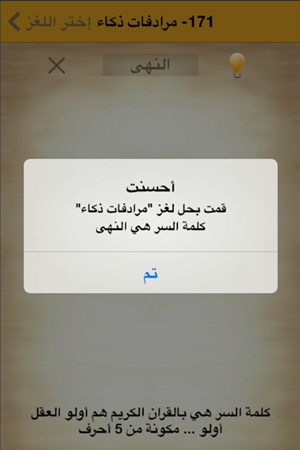 171- مرادفات ذكاء إختر اللغز
النهى
أحسنت
قمت بحل لغز "مرادفات ذكاء"
كلمة السر هي النهى
تم
كلمة السر هي بالقران الكريم هم أولو العقل
أولو ... مكونة من 5 أحرف